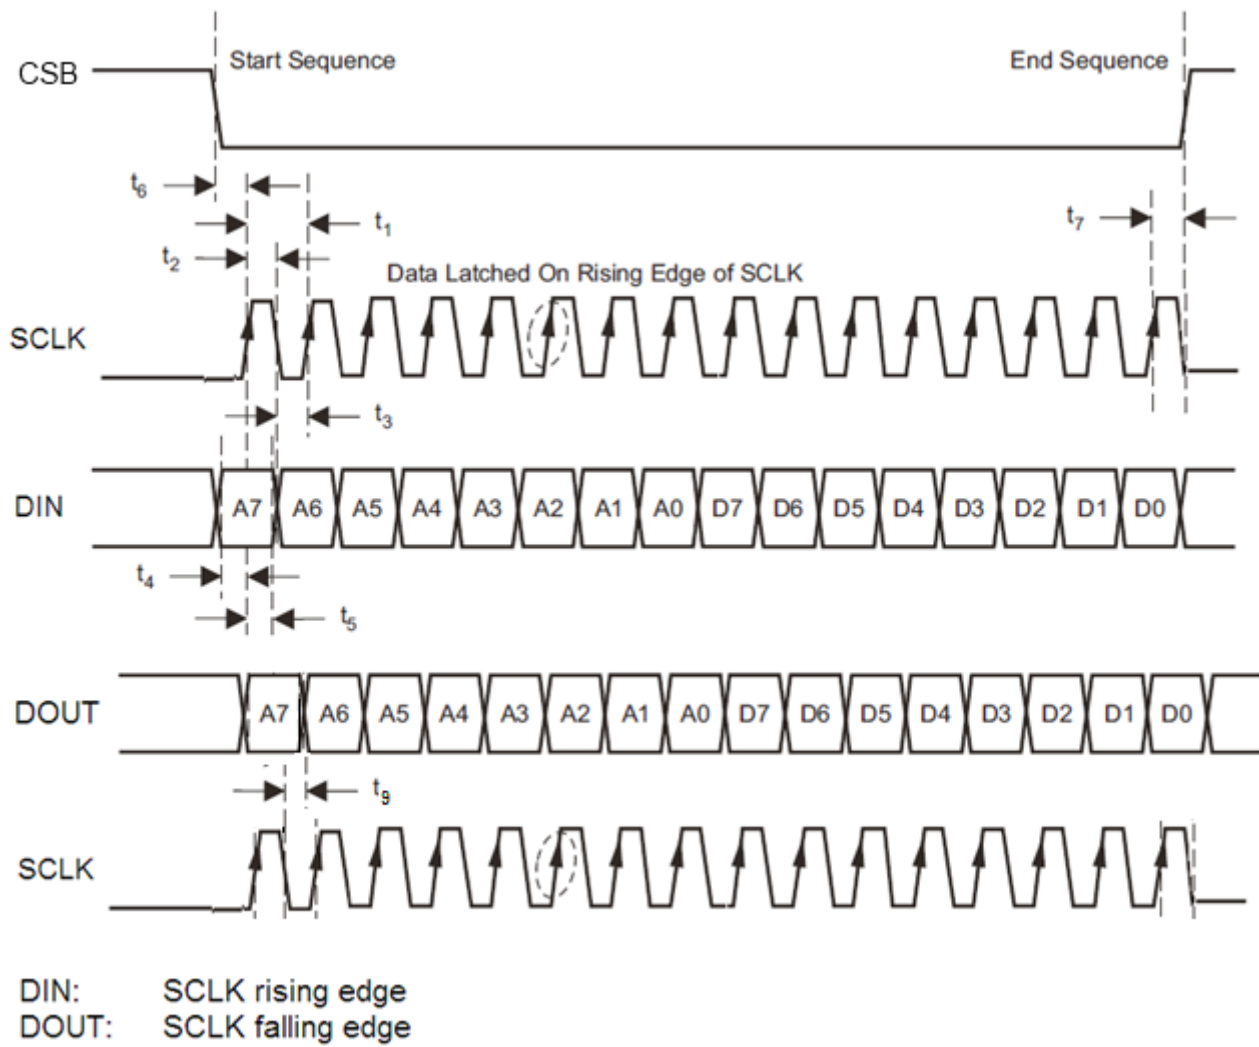 CSB Start Sequence End Sequence
t6
t1 t7
t2
Data Latched On Rising Edge of SCLK
SCLK
t3
DIN A7 A6 A5 A4 A3 A2 A1 A0 D7 D6 D5 D4 D3 D2 D1 D0
t4
t5
DOUT A7 A6 A5 A4 A3 A2 A1 A0 D7 D6 D5 D4 D3 D2 D1 D0
t9
SCLK
DIN: SCLK rising edge
DOUT: SCLK falling edge